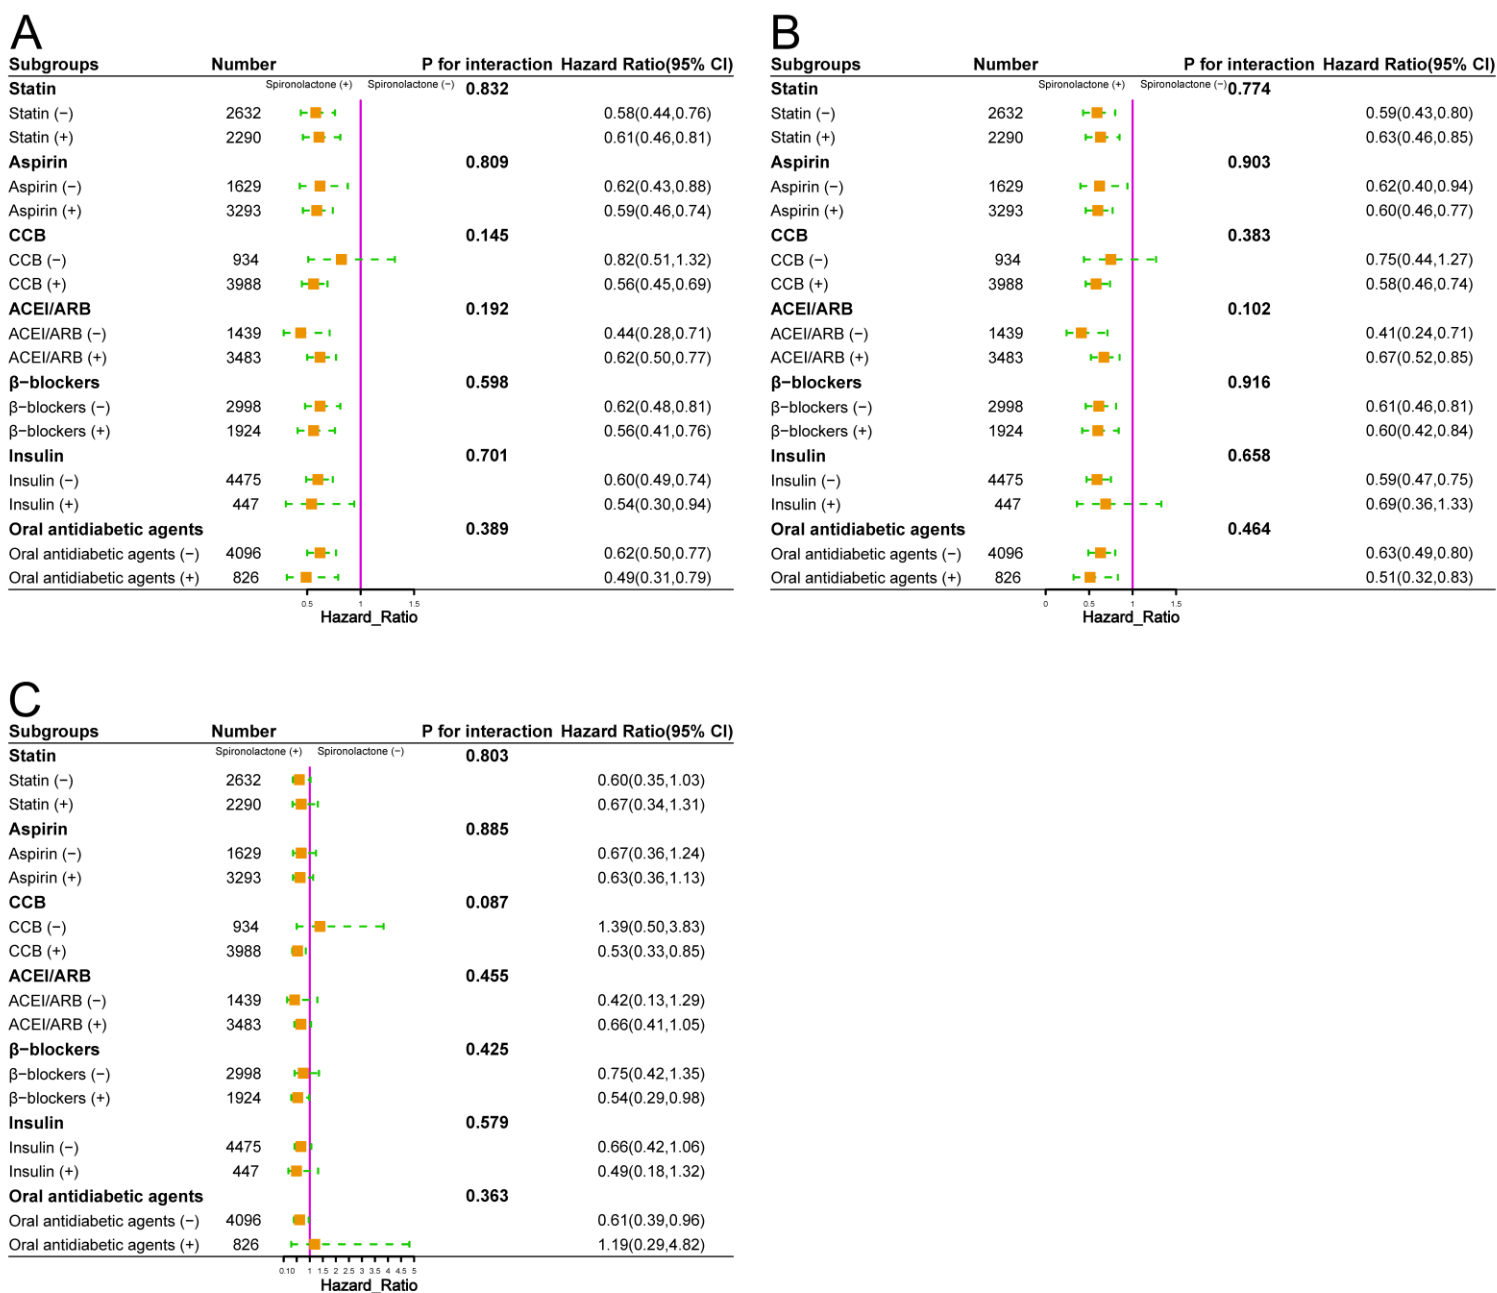 A
Subgroups Number P for interaction Hazard Ratio(95% CI)
Spironolactone (+) Spironolactone (−)
Statin 0.832
Statin (−) 2632 0.58(0.44,0.76)
Statin (+) 2290 0.61(0.46,0.81)
Aspirin 0.809
Aspirin (−) 1629 0.62(0.43,0.88)
Aspirin (+) 3293 0.59(0.46,0.74)
CCB 0.145
CCB (−) 934 0.82(0.51,1.32)
CCB (+) 3988 0.56(0.45,0.69)
ACEI/ARB 0.192
ACEI/ARB (−) 1439 0.44(0.28,0.71)
ACEI/ARB (+) 3483 0.62(0.50,0.77)
β−blockers 0.598
β−blockers (−) 2998 0.62(0.48,0.81)
β−blockers (+) 1924 0.56(0.41,0.76)
Insulin 0.701
Insulin (−) 4475 0.60(0.49,0.74)
Insulin (+) 447 0.54(0.30,0.94)
Oral antidiabetic agents 0.389
Oral antidiabetic agents (−) 4096 0.62(0.50,0.77)
Oral antidiabetic agents (+) 826 0.49(0.31,0.79)
0.5 1 1.5
Hazard_Ratio
B
Subgroups Number P for interaction Hazard Ratio(95% CI)
Spironolactone (+) Spironolactone (−)
Statin 0.774
Statin (−) 2632 0.59(0.43,0.80)
Statin (+) 2290 0.63(0.46,0.85)
Aspirin 0.903
Aspirin (−) 1629 0.62(0.40,0.94)
Aspirin (+) 3293 0.60(0.46,0.77)
CCB 0.383
CCB (−) 934 0.75(0.44,1.27)
CCB (+) 3988 0.58(0.46,0.74)
ACEI/ARB 0.102
ACEI/ARB (−) 1439 0.41(0.24,0.71)
ACEI/ARB (+) 3483 0.67(0.52,0.85)
β−blockers 0.916
β−blockers (−) 2998 0.61(0.46,0.81)
β−blockers (+) 1924 0.60(0.42,0.84)
Insulin 0.658
Insulin (−) 4475 0.59(0.47,0.75)
Insulin (+) 447 0.69(0.36,1.33)
Oral antidiabetic agents 0.464
Oral antidiabetic agents (−) 4096 0.63(0.49,0.80)
Oral antidiabetic agents (+) 826 0.51(0.32,0.83)
0 0.5 1 1.5
Hazard_Ratio
C
Subgroups Number P for interaction Hazard Ratio(95% CI)
Spironolactone (+) Spironolactone (−)
Statin 0.803
Statin (−) 2632 0.60(0.35,1.03)
Statin (+) 2290 0.67(0.34,1.31)
Aspirin 0.885
Aspirin (−) 1629 0.67(0.36,1.24)
Aspirin (+) 3293 0.63(0.36,1.13)
CCB 0.087
CCB (−) 934 1.39(0.50,3.83)
CCB (+) 3988 0.53(0.33,0.85)
ACEI/ARB 0.455
ACEI/ARB (−) 1439 0.42(0.13,1.29)
ACEI/ARB (+) 3483 0.66(0.41,1.05)
β−blockers 0.425
β−blockers (−) 2998 0.75(0.42,1.35)
β−blockers (+) 1924 0.54(0.29,0.98)
Insulin 0.579
Insulin (−) 4475 0.66(0.42,1.06)
Insulin (+) 447 0.49(0.18,1.32)
Oral antidiabetic agents 0.363
Oral antidiabetic agents (−) 4096 0.61(0.39,0.96)
Oral antidiabetic agents (+) 826 1.19(0.29,4.82)
0.10 1 1.5 2 2.5 3 3.5 4 4.5 5
Hazard_Ratio